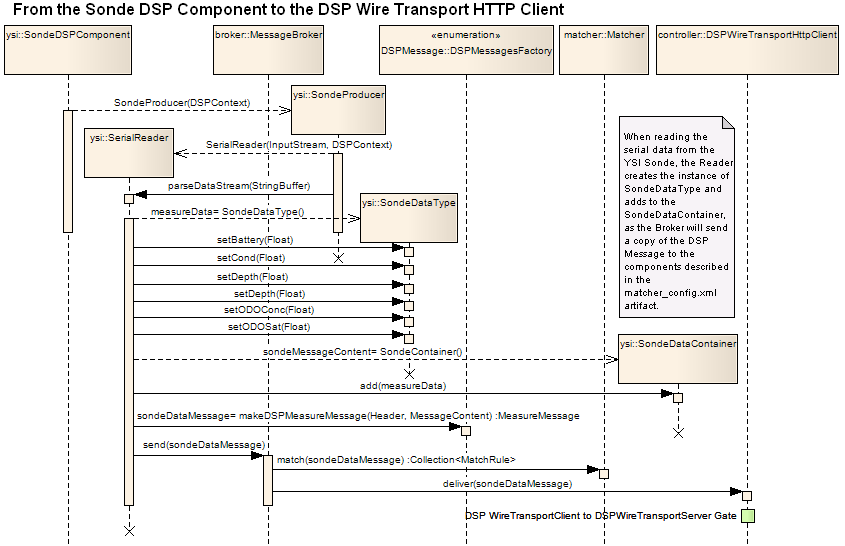 From the Sonde DSP Component to the DSP Wire Transport HTTP Client
ysi::SondeDSPComponent
broker::MessageBroker
«enumeration»
DSPMessage::DSPMessagesFactory
matcher::Matcher
controller::DSPWireTransportHttpClient
SondeProducer(DSPContext)
ysi::SondeProducer
ysi::SerialReader
SerialReader(InputStream, DSPContext)
parseDataStream(StringBuffer)
measureData= SondeDataType()
ysi::SondeDataType
When reading the
serial data from the
YSI Sonde, the Reader
creates the instance of
SondeDataType and
adds to the
SondeDataContainer,
as the Broker will send
a copy of the DSP
Message to the
components described
in the
matcher_config.xml
artifact.
setBattery(Float)
setCond(Float)
setDepth(Float)
setDepth(Float)
setODOConc(Float)
setODOSat(Float)
sondeMessageContent= SondeContainer()
ysi::SondeDataContainer
add(measureData)
sondeDataMessage= makeDSPMeasureMessage(Header, MessageContent) :MeasureMessage
send(sondeDataMessage)
match(sondeDataMessage) :Collection<MatchRule>
deliver(sondeDataMessage)
DSP WireTransportClient to DSPWireTransportServer Gate